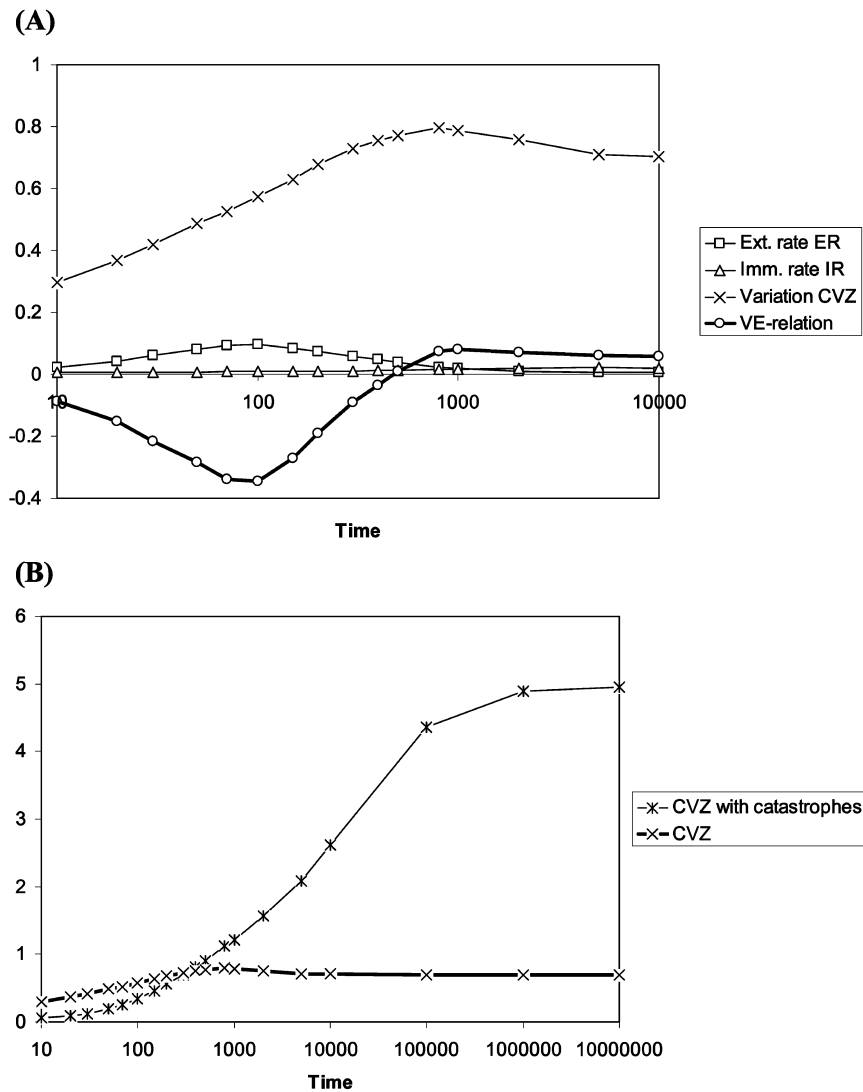 (A)
1
0.8
0.6
0.4
0.2
0
-0.2
-0.4
10
100
1000
10000
Time
Ext. rate ER
Imm. rate IR
Variation CVZ
VE-relation
(B)
6
5
4
3
2
1
0
10
100
1000
10000
100000
1000000
10000000
Time
CVZ with catastrophes
CVZ